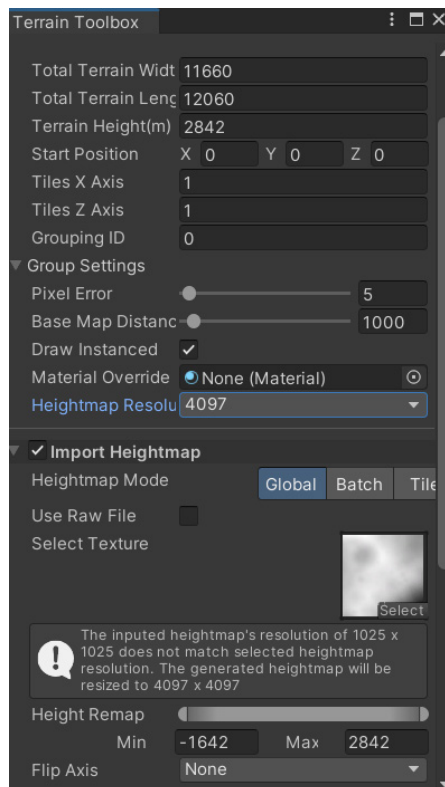 Terrain Toolbox
Total Terrain Widt 11660
Total Terrain Leng 12060
Terrain Height(m) 2842
Start Position X 0 Y 0 Z 0
Tiles X Axis 1
Tiles Z Axis 1
Grouping ID 0
Group Settings
Pixel Error 5
Base Map Distanc 1000
Draw Instanced
Material Override None (Material)
Heightmap Resolu 4097
Import Heightmap
Heightmap Mode Global Batch Tile
Use Raw File
Select Texture
Select
The inputed heightmap's resolution of 1025 x
1025 does not match selected heightmap
resolution. The generated heightmap will be
resized to 4097 x 4097
Height Remap
Min -1642 Max 2842
Flip Axis None